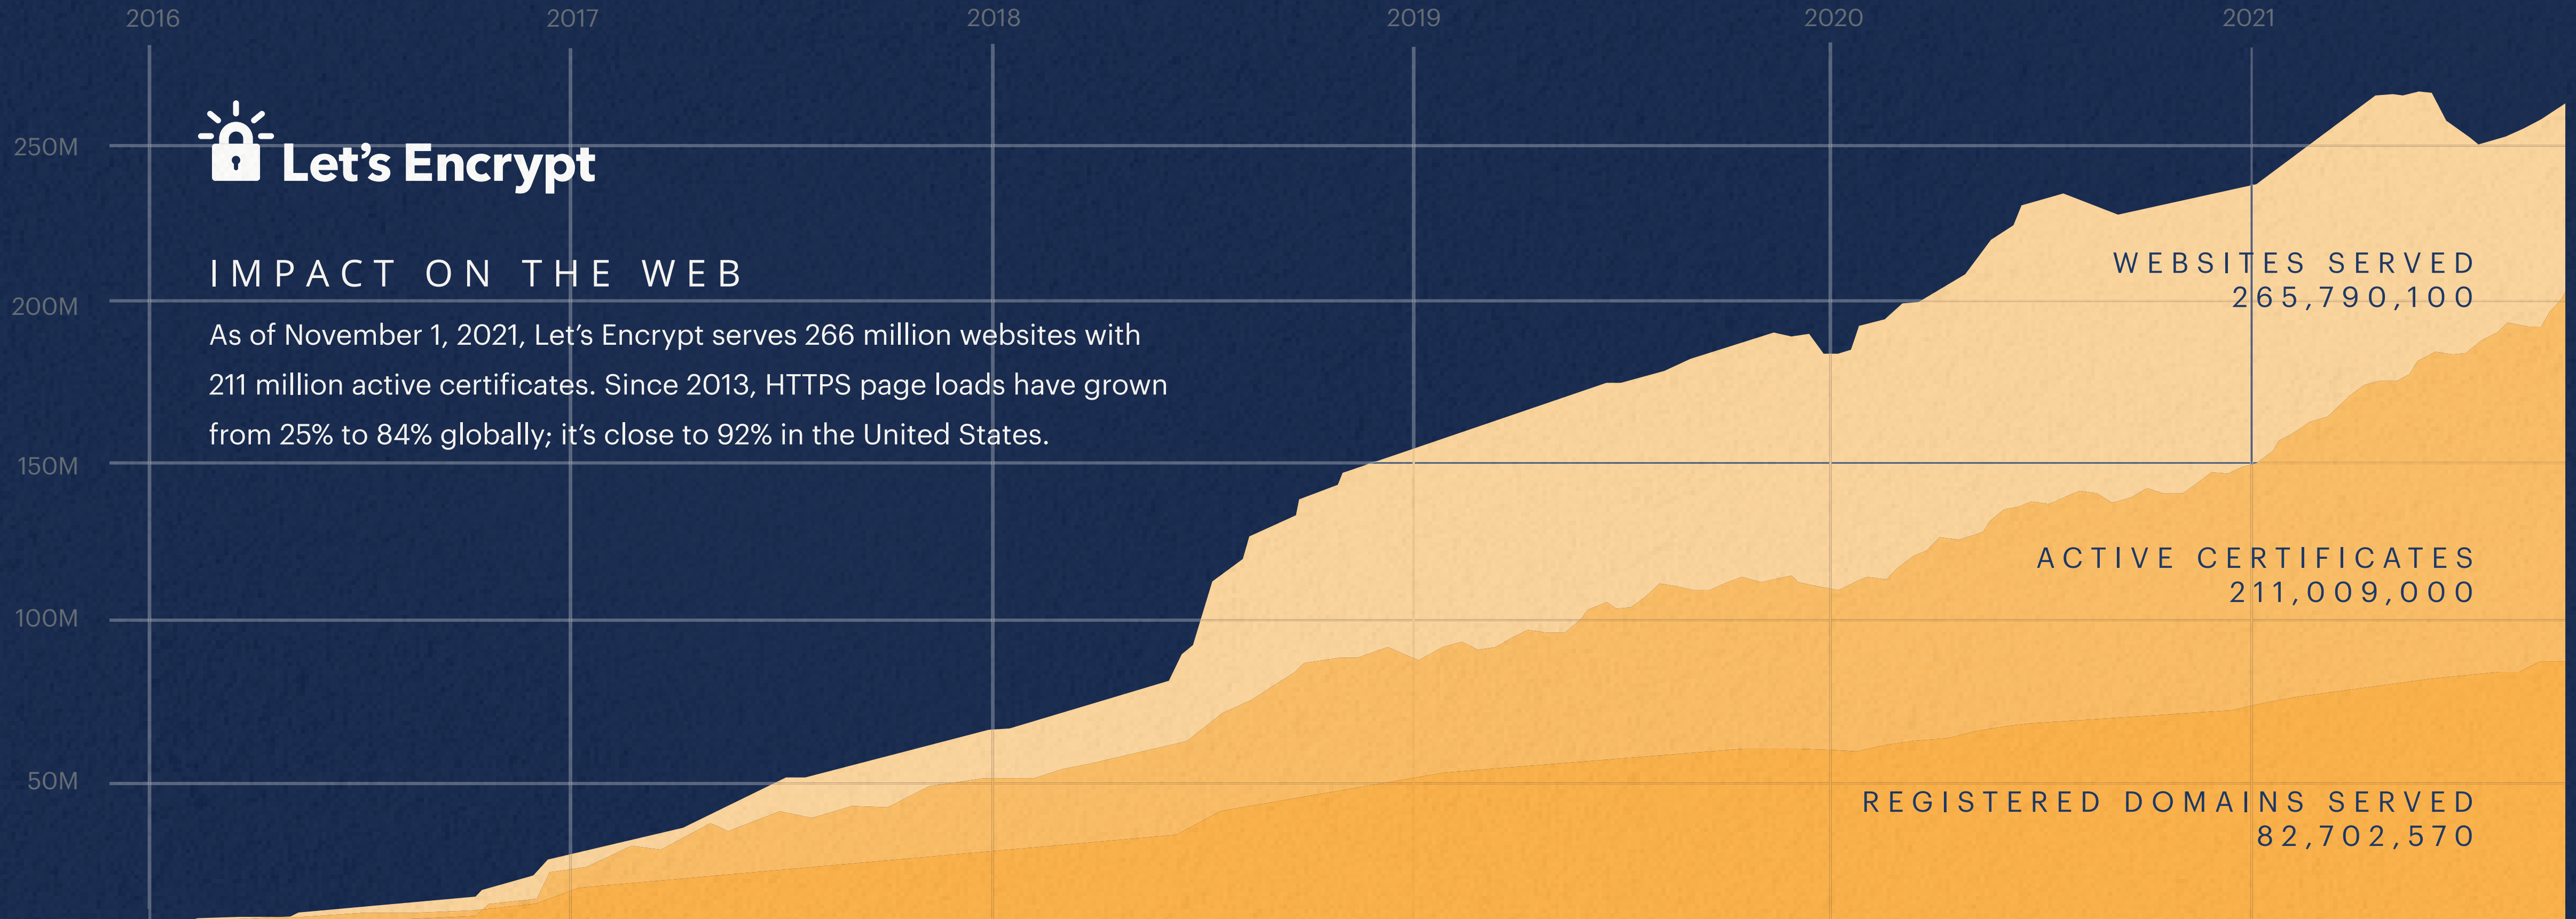 2016 2017 2018 2019 2020 2021
250M
Let's Encrypt
IMPACT ON THE WEB
200M
As of November 1, 2021, Let's Encrypt serves 266 million websites with
211 million active certificates. Since 2013, HTTPS page loads have grown
from 25% to 84% globally; it's close to 92% in the United States.
WEBSITES SERVED
265,790,100
150M
ACTIVE CERTIFICATES
211,009,000
100M
50M
REGISTERED DOMAINS SERVED
82,702,570